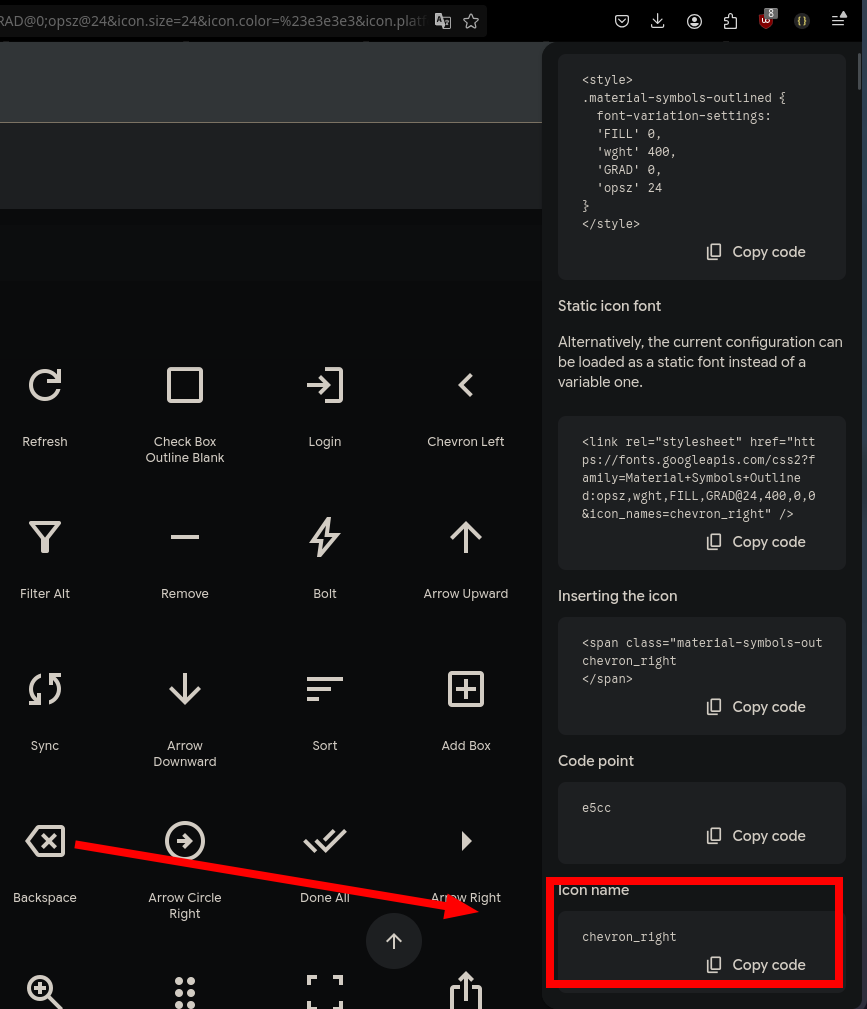 RAD@0;opsz@24&icon.size=24&icon.color=%23e3e3e3&icon.platf
8
<style>
.material-symbols-outlined {
font-variation-settings:
'FILL' 0,
'wght' 400,
'GRAD' 0,
'opsz' 24
}
</style>
Copy code
Static icon font
Alternatively, the current configuration can
be loaded as a static font instead of a
variable one.
<link rel="stylesheet" href="htt
ps://fonts.googleapis.com/css2?f
amily=Material+Symbols+Outline
d:opsz,wght,FILL,GRAD@24,400,0,0
&icon_names=chevron_right" />
Copy code
Inserting the icon
<span class="material-symbols-out
chevron_right
</span>
Copy code
Code point
e5cc
Copy code
Icon name
chevron_right
Copy code
Refresh
Check Box
Outline Blank
Login
Chevron Left
Filter Alt
Remove
Bolt
Arrow Upward
Sync
Arrow
Downward
Sort
Add Box
Backspace
Arrow Circle
Right
Done All
Arrow Right